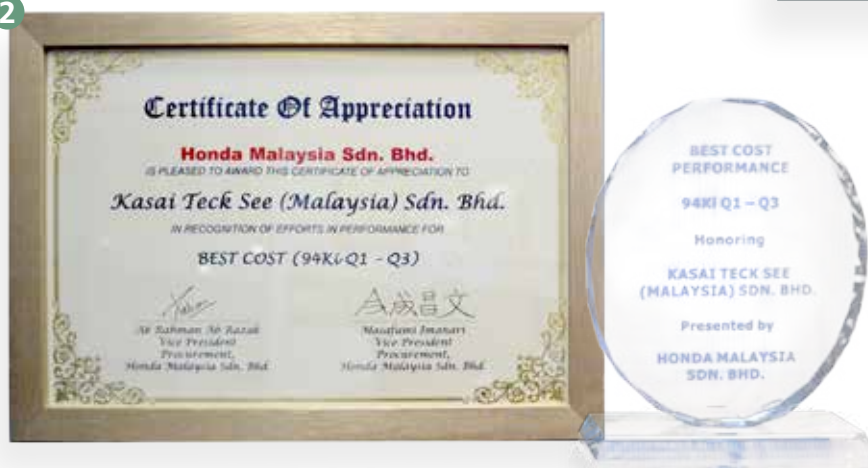 2
Certificate Of Appreciation
Honda Malaysia Sdn. Bhd.
IS PLEASED TO AWARD THIS CERTIFICATE OF APPRECIATION TO
Kasai Teck See (Malaysia) Sdn. Bhd.
IN RECOGNITION OF EFFORTS IN PERFORMANCE FOR
BEST COST (94Ki Q1 - Q3)
Ab Rahman Ab Razak
Vice President
Procurement,
Honda Malaysia Sdn. Bhd.
今成昌文
Masafumi Imanari
Vice President
Procurement,
Honda Malaysia Sdn. Bhd.
BEST COST
PERFORMANCE
94Ki Q1 – Q3
Honoring
KASAI TECK SEE
(MALAYSIA) SDN. BHD.
Presented by
HONDA MALAYSIA
SDN. BHD.